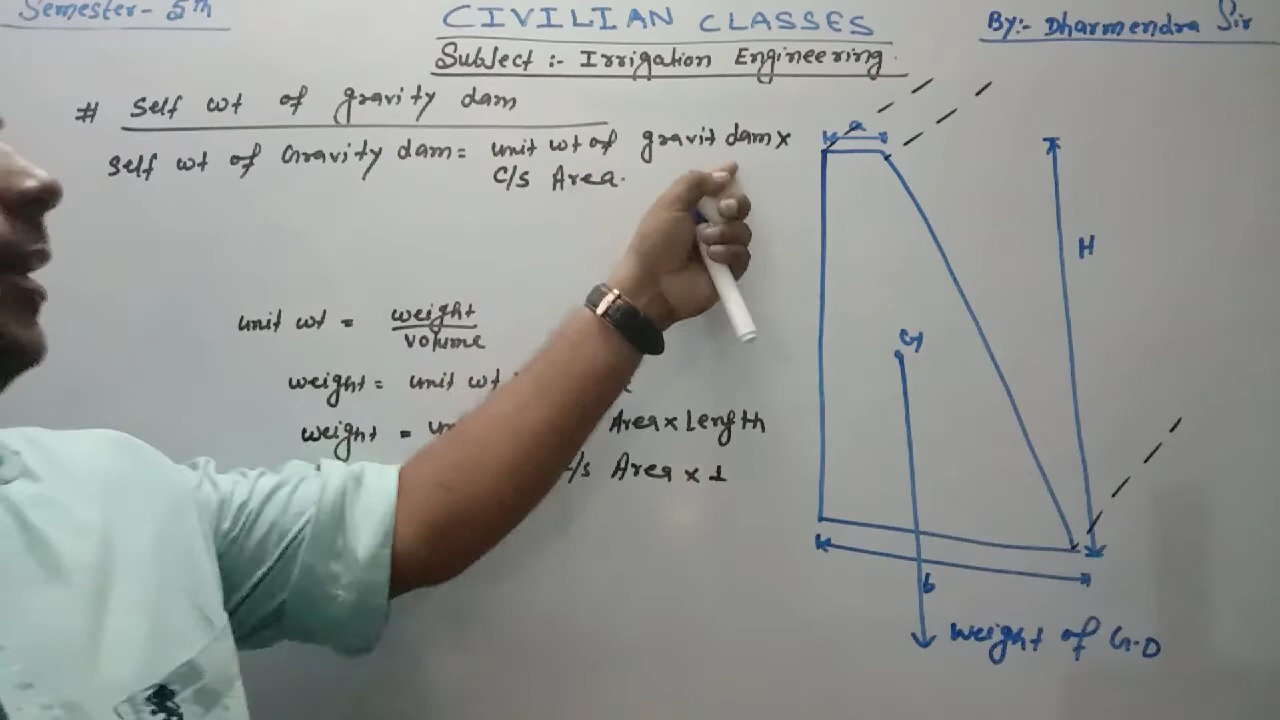 Semester- 5th
CIVILIAN CLASSES
By:- Dharmendra Sir
Subject :- Irrigation Engineering.
# Self wt of gravity dam
Self wt of Gravity dam = unit wt of gravit dam x
C/s Area.
unit wt = weight
volume
weight = unit wt
weight =
Area x Length
Area x 1
a
H
G
b
Weight of G.D